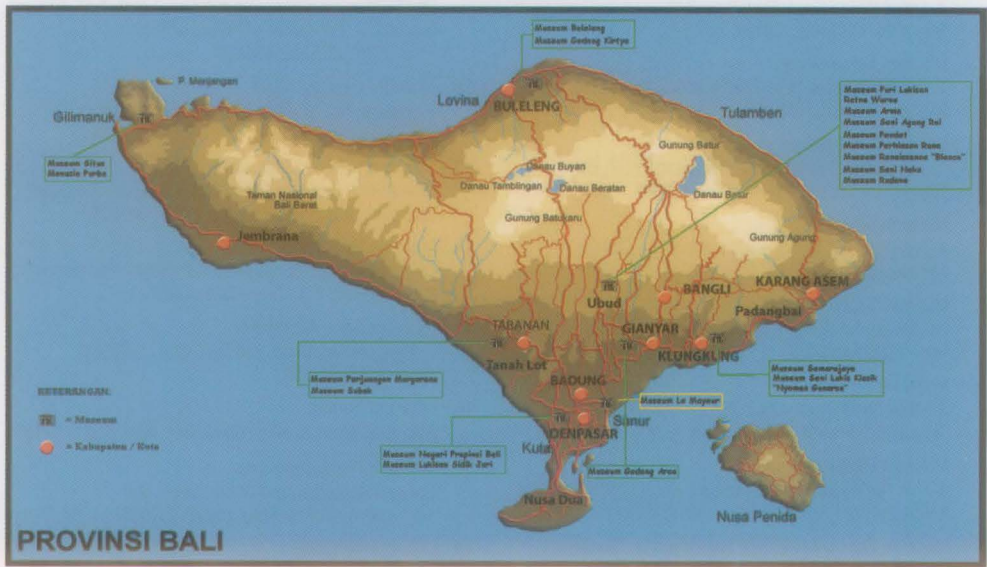 Museum Buleleng
Museum Gedong Kirtya
P. Menjangan
Lovina
BULELENG
Gilimanuk
Tulamben
Museum Puri Lukisan
Ratna Warta
Museum Arma
Museum Seni Agung Rai
Museum Pendet
Museum Perhiasan Runa
Museum Renaissance "Blanco"
Museum Seni Neka
Museum Rudana
Museum Situs
Manusia Purba
Gunung Batur
Danau Buyan
Danau Tamblingan
Danau Beratan
Danau Batur
Taman Nasional
Bali Barat
Gunung Batukaru
Gunung Agung
Jembrana
Ubud
BANGLI
KARANG ASEM
Padangbai
TABANAN
GIANYAR
KLUNGKUNG
Tanah Lot
Museum Perjuangan Margarana
Museum Subak
BADUNG
Museum Semarajaya
Museum Seni Lukis Klasik
"Nyoman Gunarsa"
KETERANGAN:
= Museum
= Kabupaten / Kota
Museum Le Mayeur
Sanur
DENPASAR
Kuta
Museum Negeri Propinsi Bali
Museum Lukisan Sidik Jari
Museum Gedong Arca
Nusa Dua
Nusa Penida
PROVINSI BALI